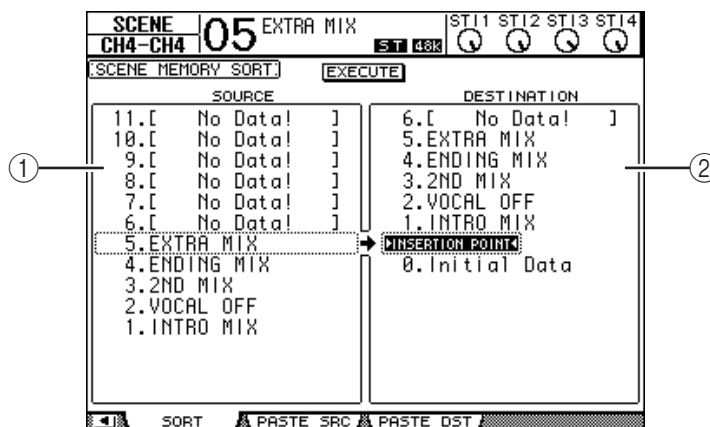 SCENE
CH4-CH4
05 EXTRA MIX
ST 48K
STI1 STI2 STI3 STI4
SCENE MEMORY SORT
EXECUTE
SOURCE
11.[ No Data! ]
10.[ No Data! ]
9.[ No Data! ]
8.[ No Data! ]
7.[ No Data! ]
6.[ No Data! ]
5.EXTRA MIX
4.ENDING MIX
3.2ND MIX
2.VOCAL OFF
1.INTRO MIX
DESTINATION
6.[ No Data! ]
5.EXTRA MIX
4.ENDING MIX
3.2ND MIX
2.VOCAL OFF
1.INTRO MIX
INSERTION POINT
0.Initial Data
1
2
SORT
PASTE SRC
PASTE DST